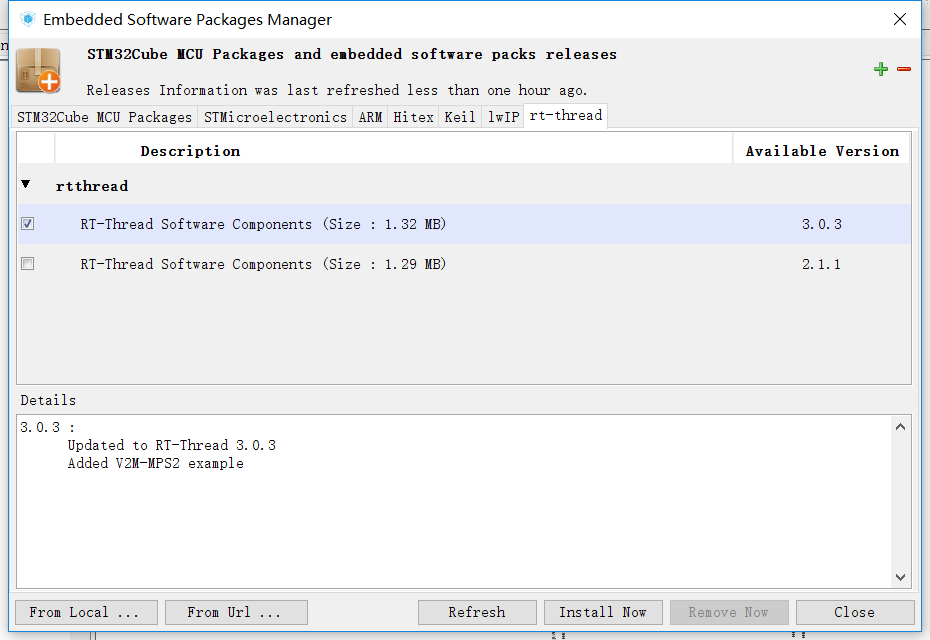 Embedded Software Packages Manager
STM32Cube MCU Packages and embedded software packs releases
Releases Information was last refreshed less than one hour ago.
STM32Cube MCU Packages STMicroelectronics ARM Hitex Keil lwIP rt-thread
Description Available Version
rtthread
RT-Thread Software Components (Size : 1.32 MB) 3.0.3
RT-Thread Software Components (Size : 1.29 MB) 2.1.1
Details
3.0.3 :
Updated to RT-Thread 3.0.3
Added V2M-MPS2 example
From Local ... From Url ... Refresh Install Now Remove Now Close